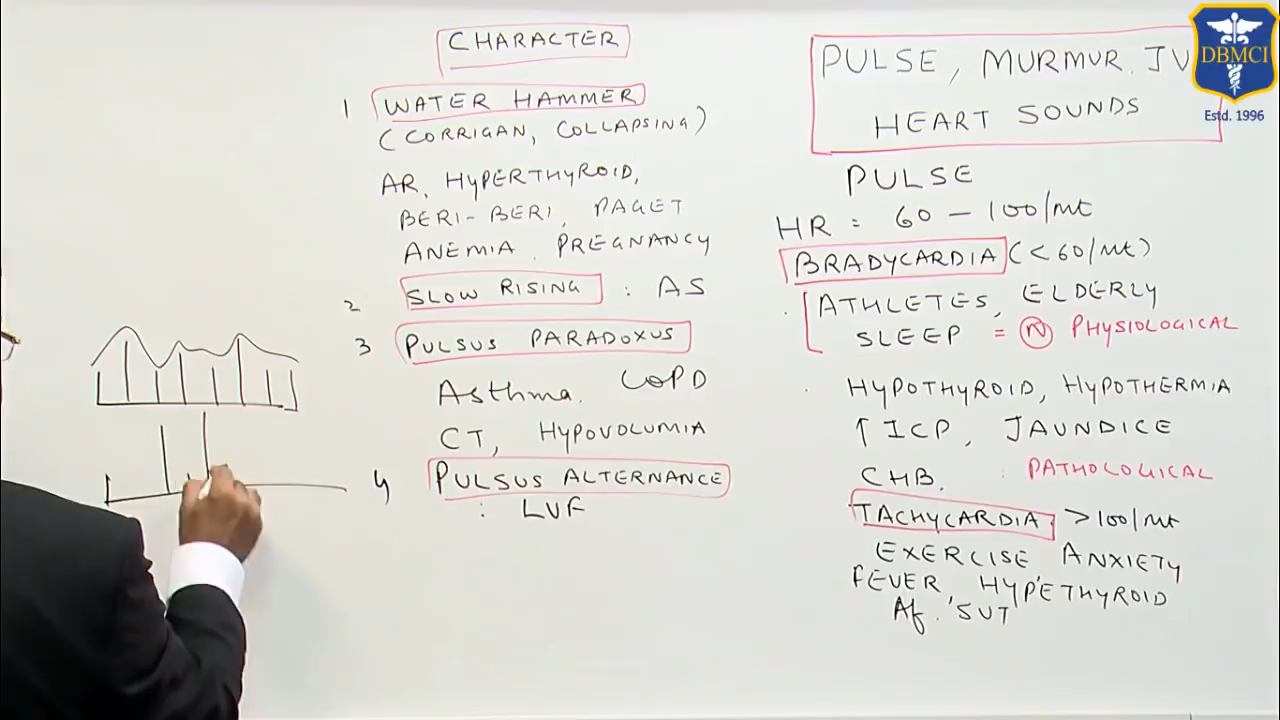 CHARACTER
1 WATER HAMMER
(CORRIGAN, COLLAPSING)
AR, HYPERTHYROID,
BERI-BERI, PAGET
ANEMIA. PREGNANCY
2 SLOW RISING : AS
3 PULSUS PARADOXUS
Asthma. COPD
CT, HYPOVOLUMIA
4 PULSUS ALTERNANCE
: LVF
PULSE, MURMUR. JV
HEART SOUNDS
PULSE
HR = 60 - 100/mt
BRADYCARDIA (<60/mt)
. ATHLETES, ELDERLY
SLEEP = N PHYSIOLOGICAL
. HYPOTHYROID, HYPOTHERMIA
↑ ICP, JAUNDICE
CHB. : PATHOLOGICAL
TACHYCARDIA. >100/mt
EXERCISE ANXIETY
FEVER, HYPETHYROID
Af. SVT
DBMCI
Estd. 1996